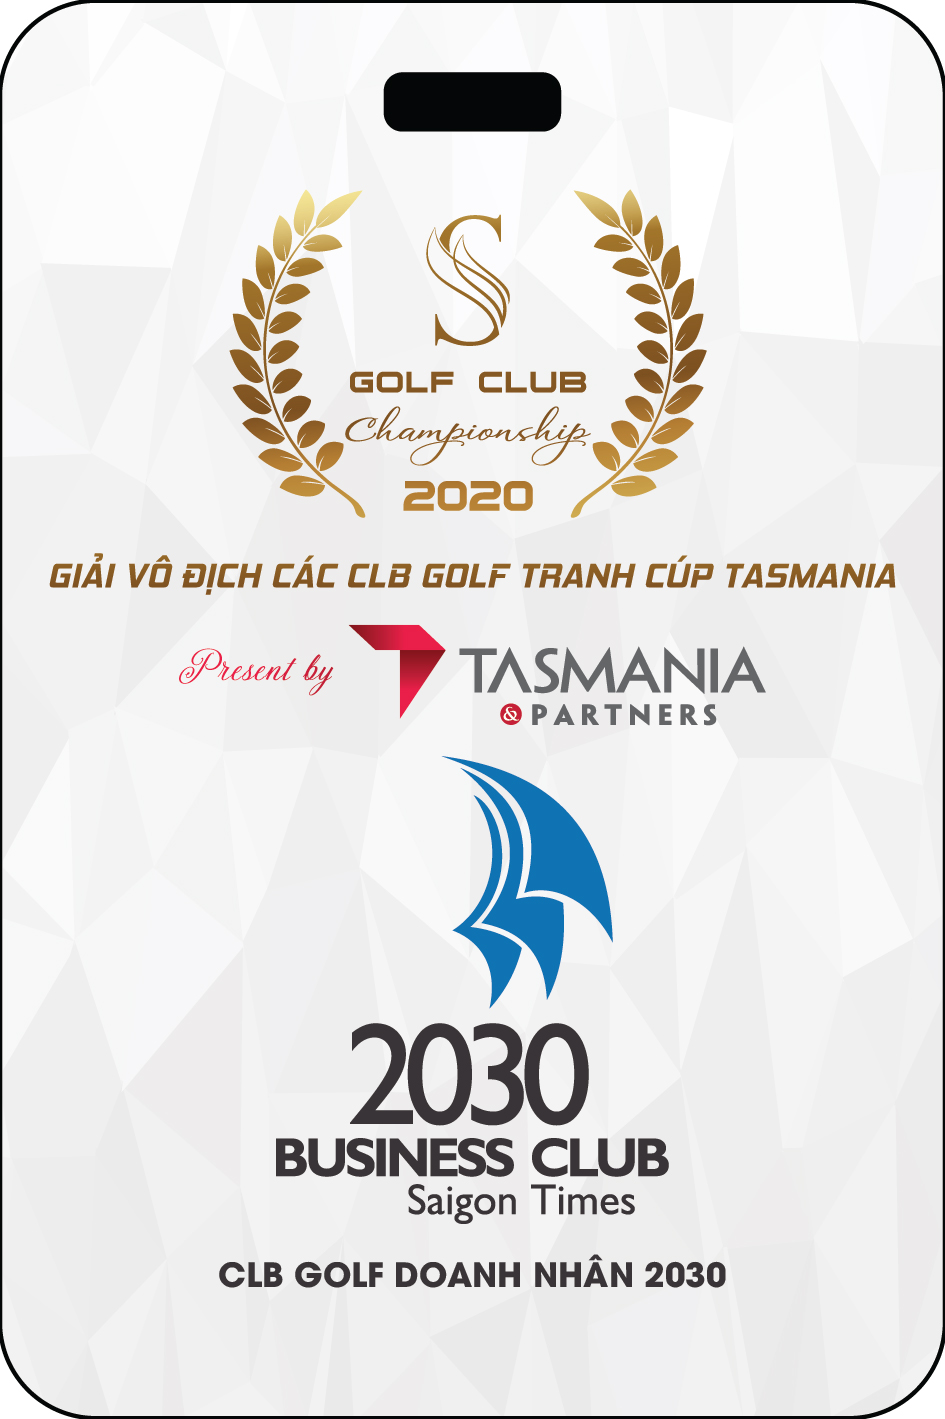 S
GOLF CLUB
Championship
2020
GIẢI VÔ ĐỊCH CÁC CLB GOLF TRANH CÚP TASMANIA
Present by
TASMANIA
& PARTNERS
2030
BUSINESS CLUB
Saigon Times
CLB GOLF DOANH NHÂN 2030